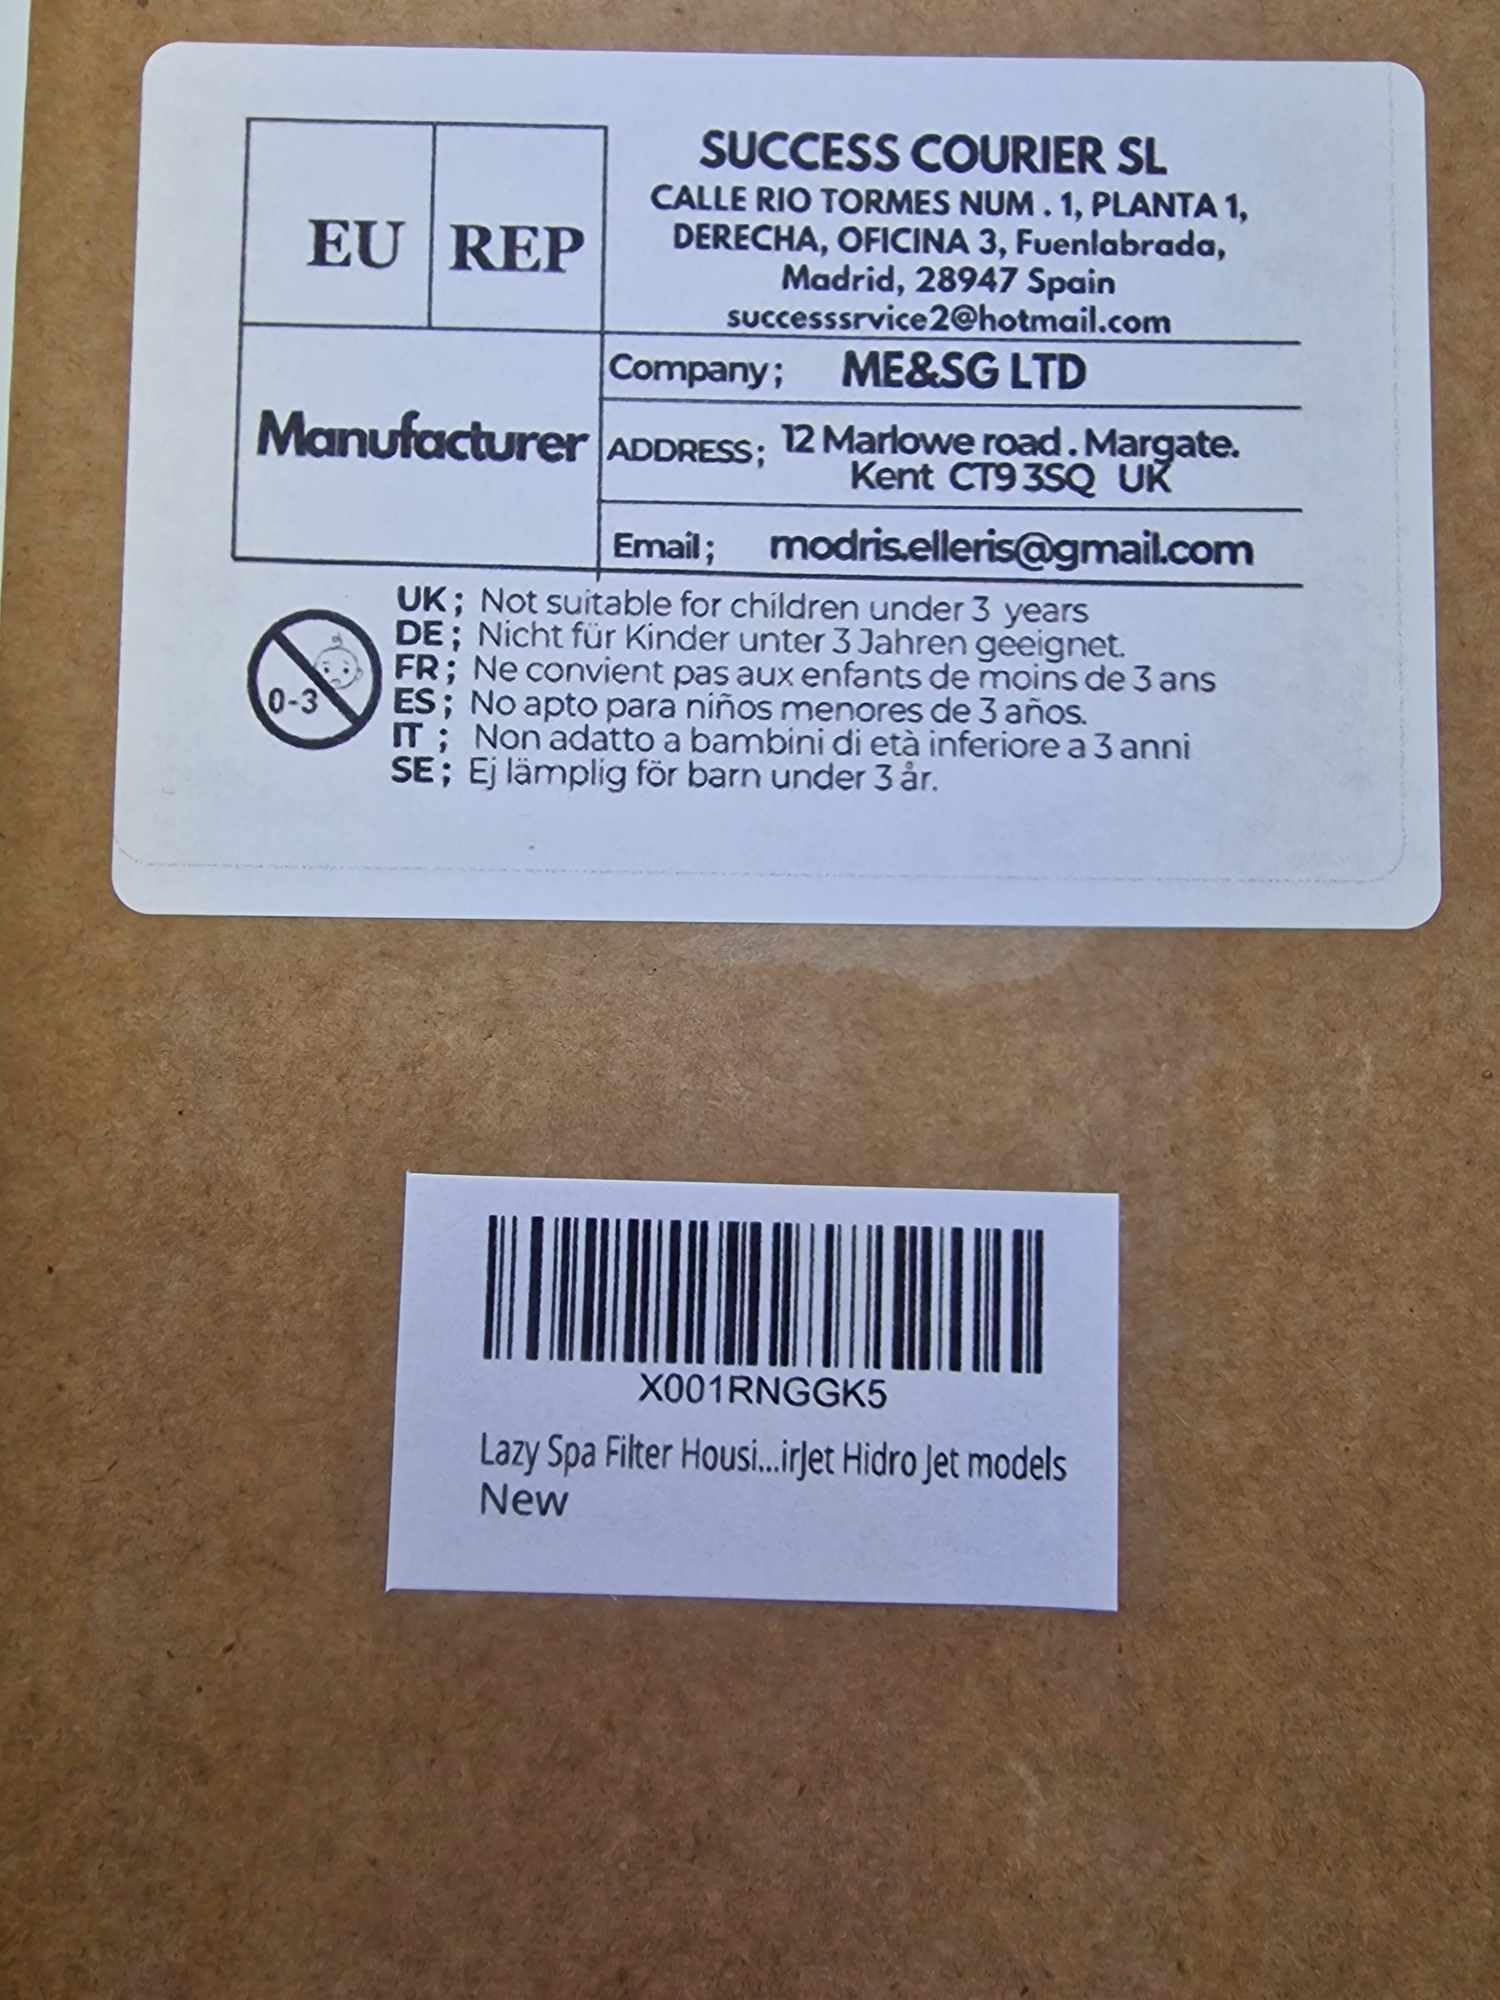 EU REP
SUCCESS COURIER SL
CALLE RIO TORMES NUM . 1, PLANTA 1,
DERECHA, OFICINA 3, Fuenlabrada,
Madrid, 28947 Spain
successsrvice2@hotmail.com
Manufacturer
Company; ME&SG LTD
ADDRESS; 12 Marlowe road . Margate.
Kent CT9 3SQ UK
Email; modris.elleris@gmail.com
0-3
UK; Not suitable for children under 3 years
DE; Nicht für Kinder unter 3 Jahren geeignet.
FR; Ne convient pas aux enfants de moins de 3 ans
ES; No apto para niños menores de 3 años.
IT; Non adatto a bambini di età inferiore a 3 anni
SE; Ej lämplig för barn under 3 år.
X001RNGGK5
Lazy Spa Filter Housi...irJet Hidro Jet models
New